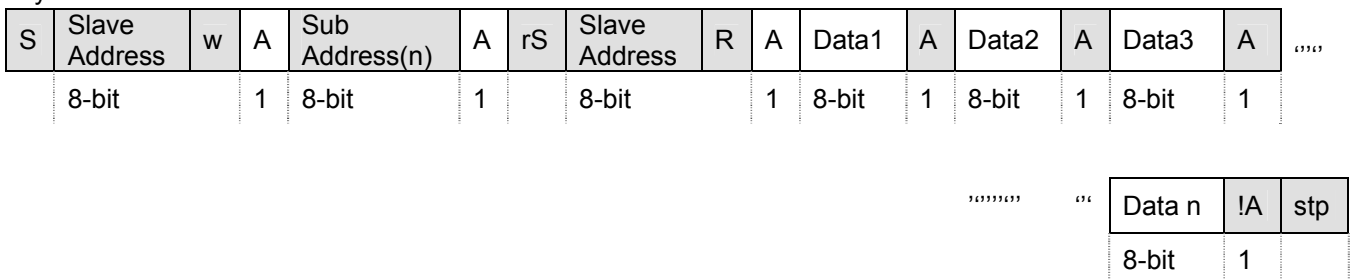 S Slave Address w A Sub Address(n) A rS Slave Address R A Data1 A Data2 A Data3 A ‘’’’‘’
8-bit 1 8-bit 1 8-bit 1 8-bit 1 8-bit 1 8-bit 1
’‘’’’’‘’’ ‘’‘ Data n !A stp
8-bit 1